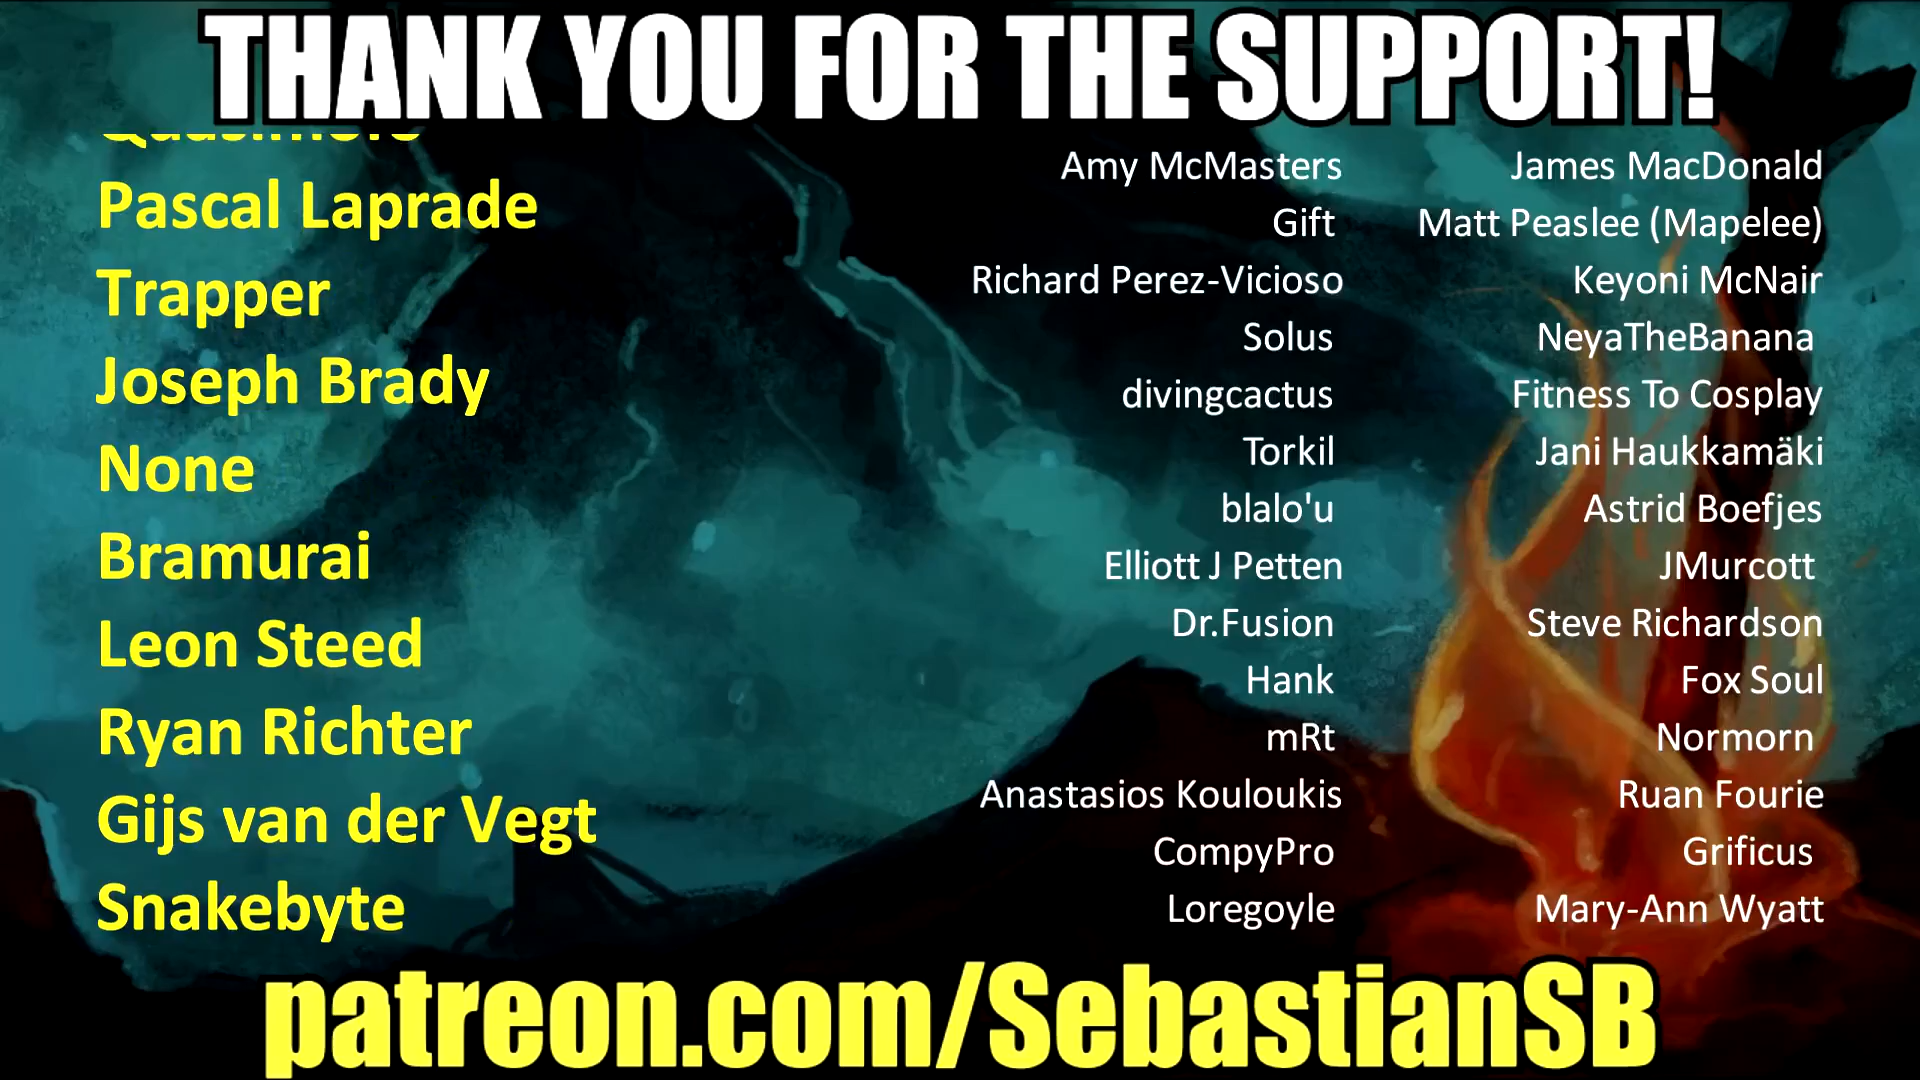 THANK YOU FOR THE SUPPORT!
Pascal Laprade
Trapper
Joseph Brady
None
Bramurai
Leon Steed
Ryan Richter
Gijs van der Vegt
Snakebyte
Amy McMasters
Gift
Richard Perez-Vicioso
Solus
divingcactus
Torkil
blalo'u
Elliott J Petten
Dr.Fusion
Hank
mRt
Anastasios Kouloukis
CompyPro
Loregoyle
James MacDonald
Matt Peaslee (Mapelee)
Keyoni McNair
NeyaTheBanana
Fitness To Cosplay
Jani Haukkamäki
Astrid Boefjes
JMurcott
Steve Richardson
Fox Soul
Normorn
Ruan Fourie
Grificus
Mary-Ann Wyatt
patreon.com/SebastianSB